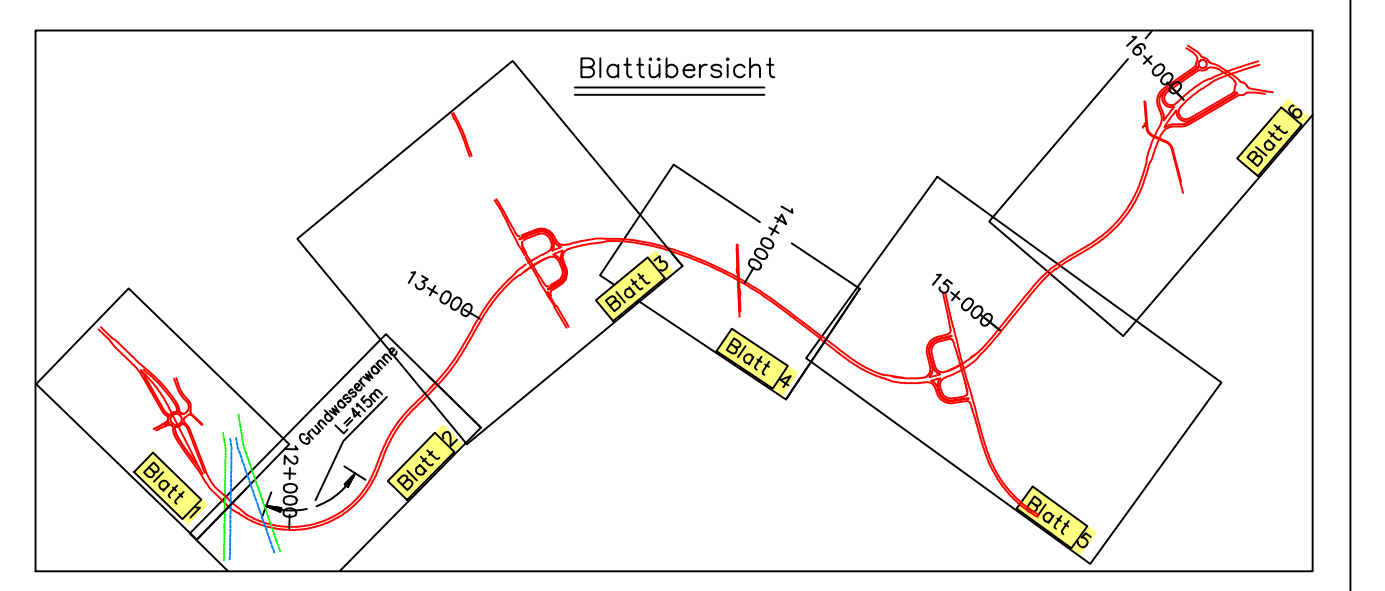 Blattübersicht
16+000
Blatt 6
14+000
Blatt 3
13+000
15+000
Blatt 4
Grundwasserwanne
L=415m
Blatt 2
12+000
Blatt 1
Blatt 5